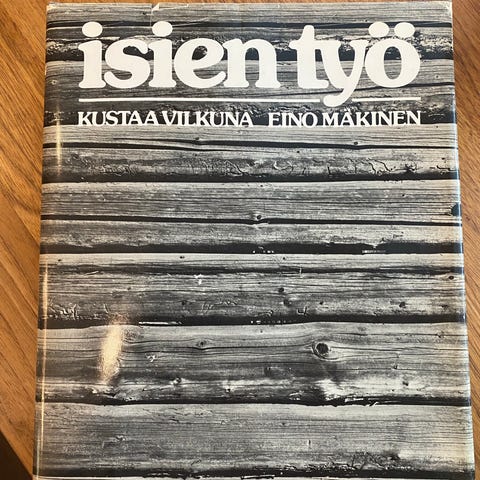 isien työ
KUSTAA VILKUNA EINO MÄKINEN